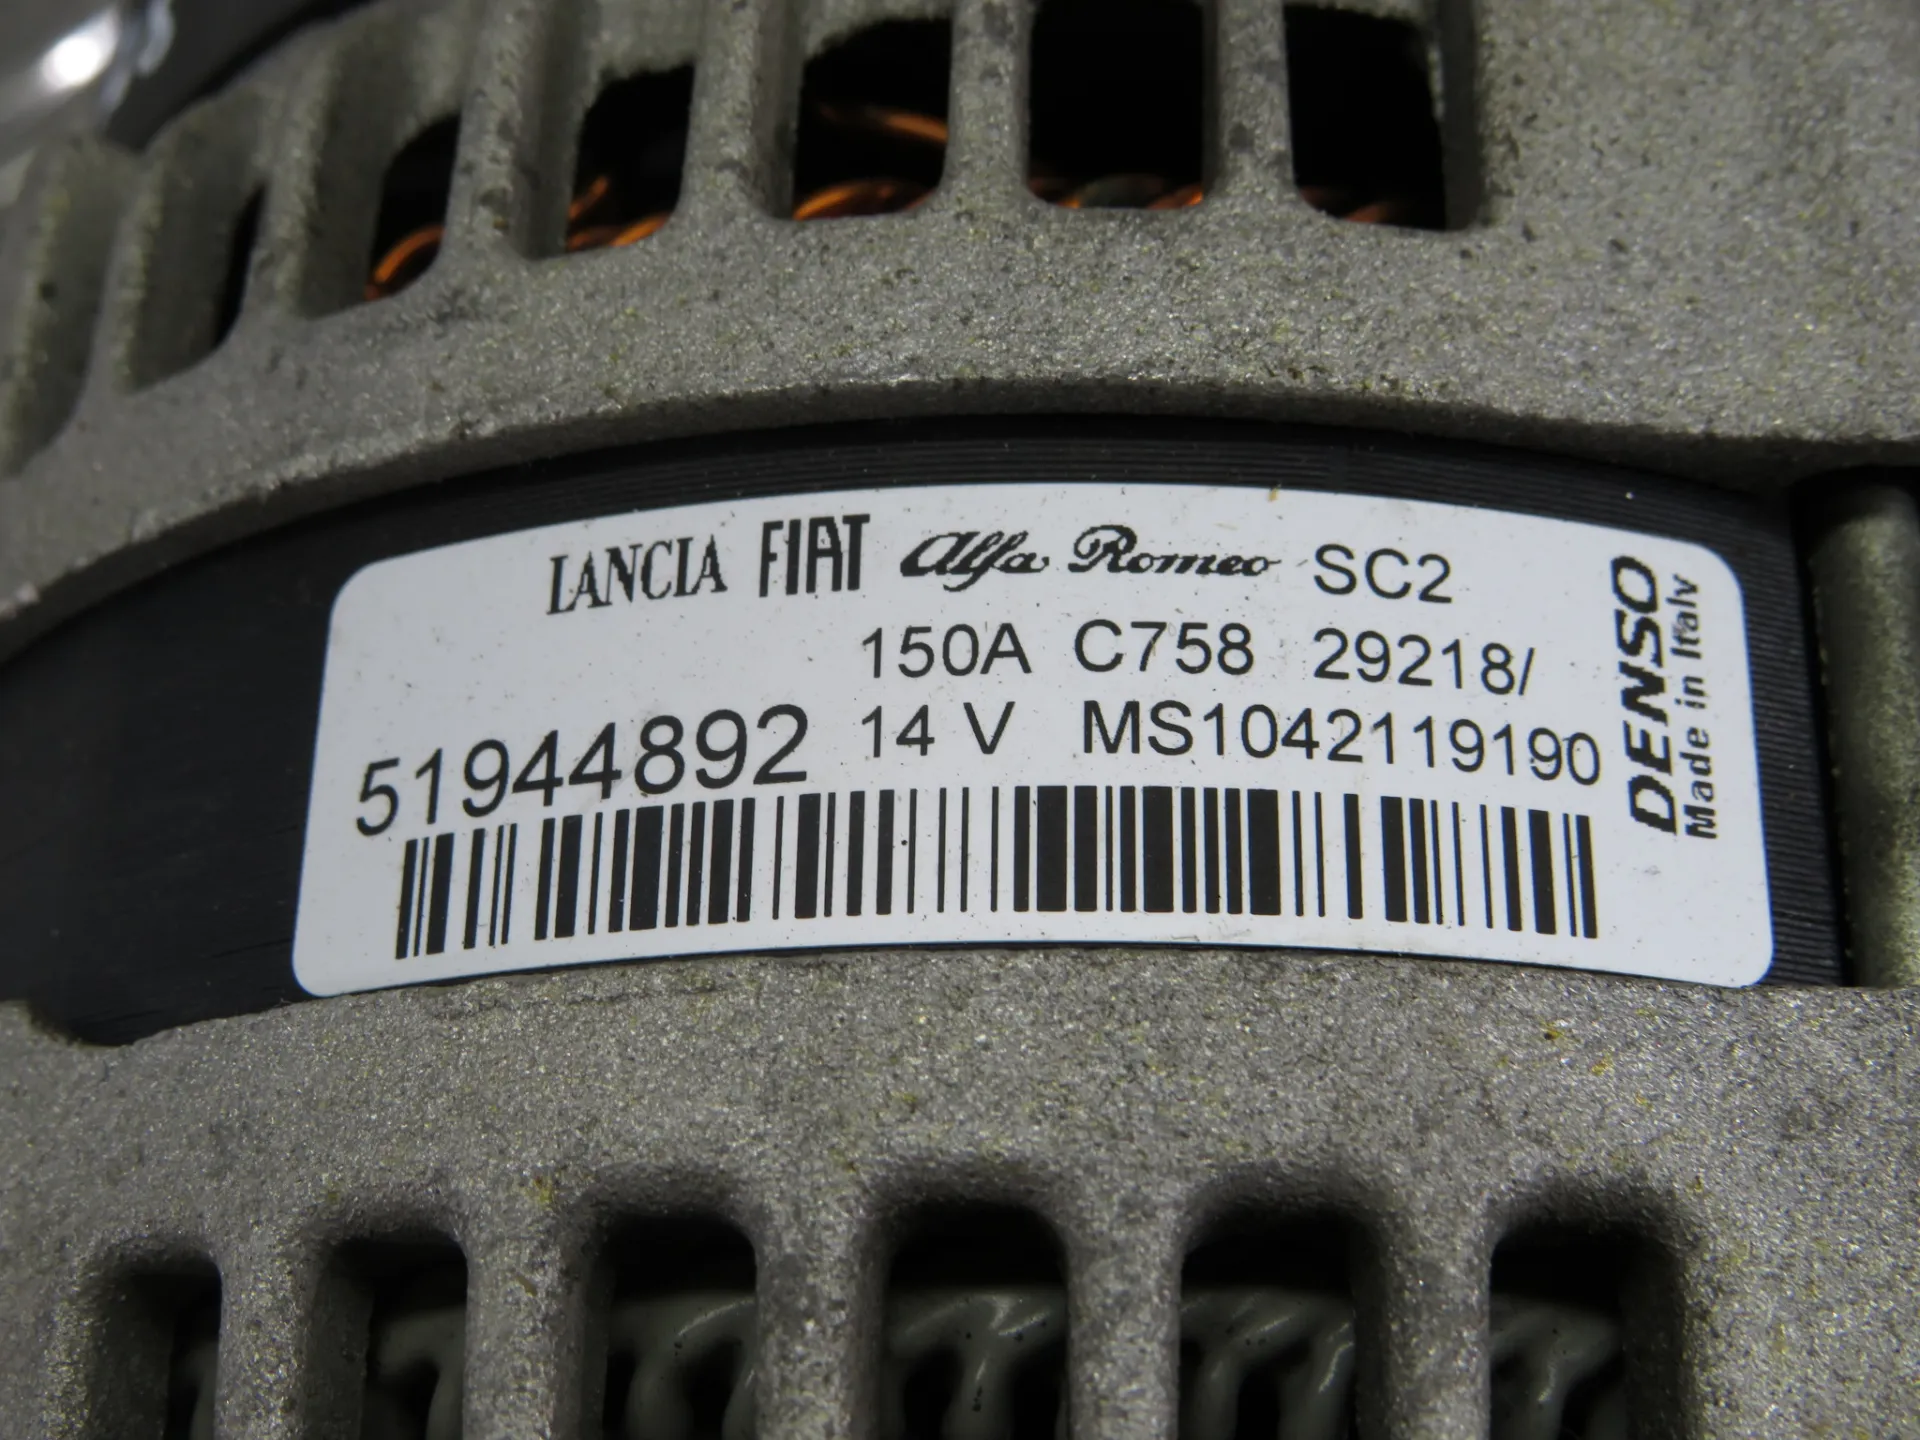 LANCIA FIAT Alfa Romeo SC2
150A C758 29218/
51944892 14 V MS1042119190
DENSO
Made in Italy